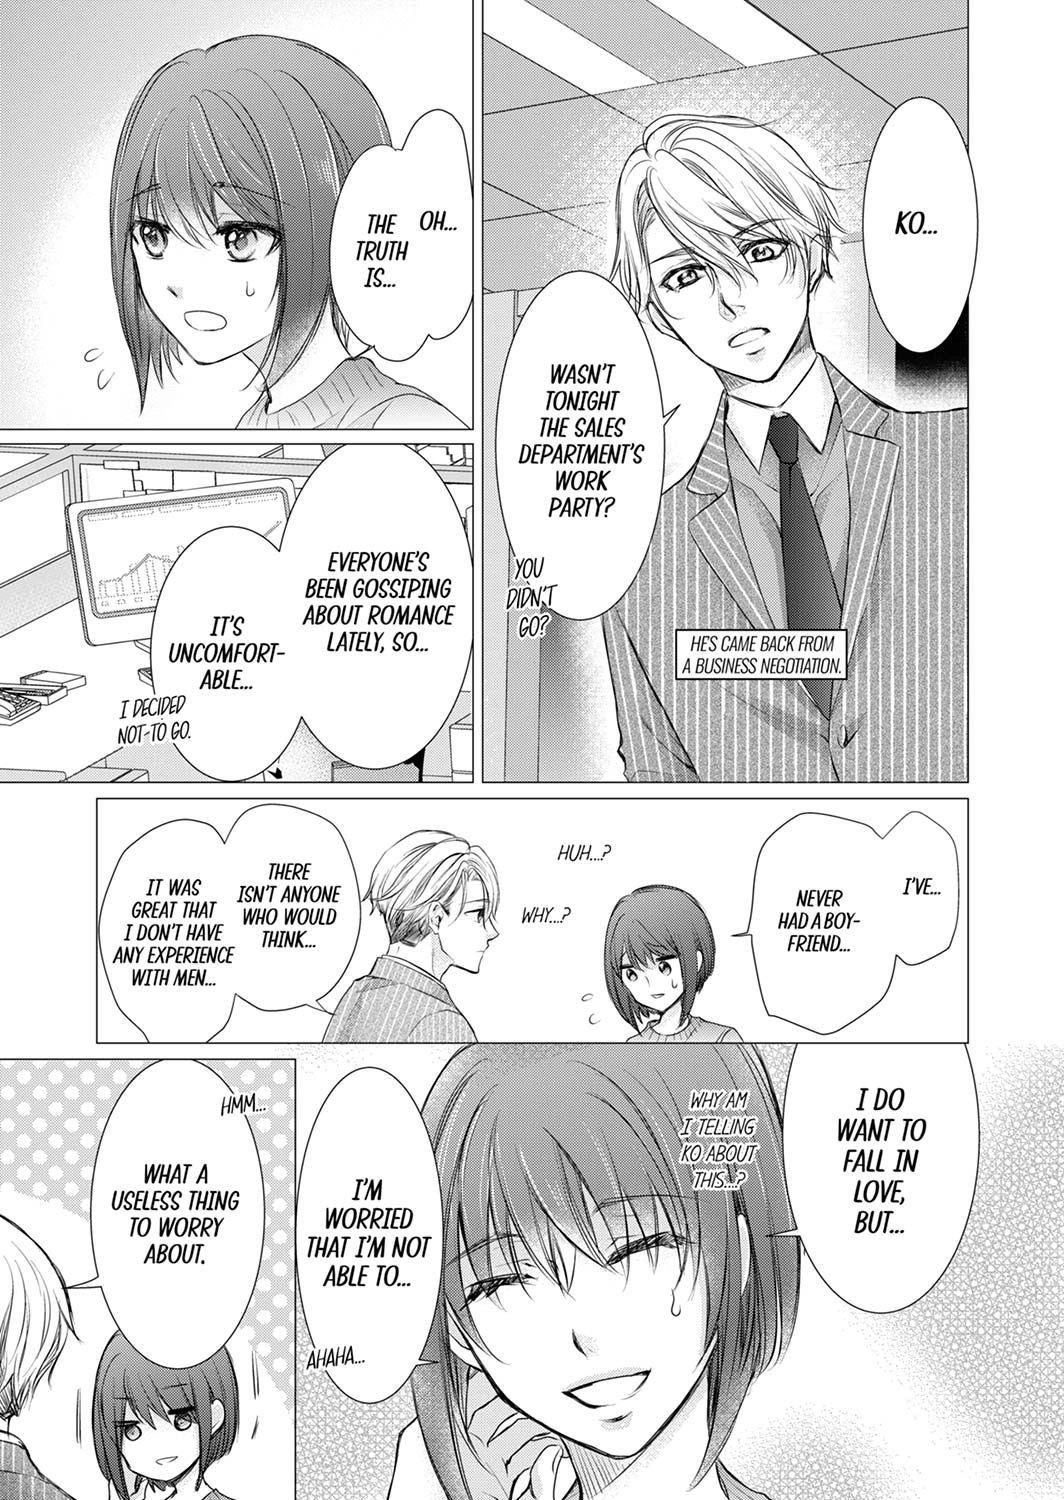 KO...
WASN'T
TONIGHT
THE SALES
DEPARTMENT'S
WORK
PARTY?
YOU
DIDN'T
GO?
HE'S CAME BACK FROM
A BUSINESS NEGOTIATION.
OH...
THE
TRUTH
IS...
EVERYONE'S
BEEN GOSSIPING
ABOUT ROMANCE
LATELY, SO...
IT'S
UNCOMFORT-
ABLE...
I DECIDED
NOT-TO GO.
I'VE...
NEVER
HAD A BOY-
FRIEND...
HUH...?
WHY...?
THERE
ISN'T ANYONE
WHO WOULD
THINK...
IT WAS
GREAT THAT
I DON'T HAVE
ANY EXPERIENCE
WITH MEN...
I DO
WANT TO
FALL IN
LOVE,
BUT...
WHY AM
I TELLING
KO ABOUT
THIS...?
I'M
WORRIED
THAT I'M NOT
ABLE TO...
AHAHA...
HMM...
WHAT A
USELESS THING
TO WORRY
ABOUT.